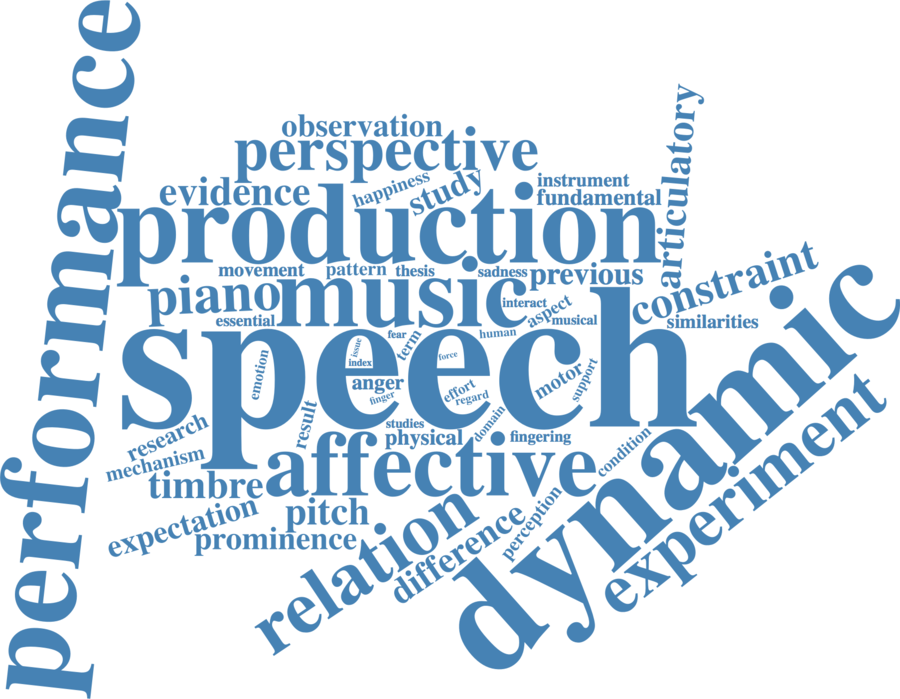 performance
observation
perspective
articulatory
evidence
happiness
study
instrument
fundamental
production
movement
pattern
thesis
sadness
previous
piano
music
interact
aspect
constraint
essential
musical
similarities
speech
emotion
issue
index
fear
term
human
force
anger
finger
effort
regard
motor
support
dynamic
research
result
studies
physical
domain
fingering
condition
mechanism
affective
timbre
experiment
expectation
pitch
prominence
relation
difference
perception